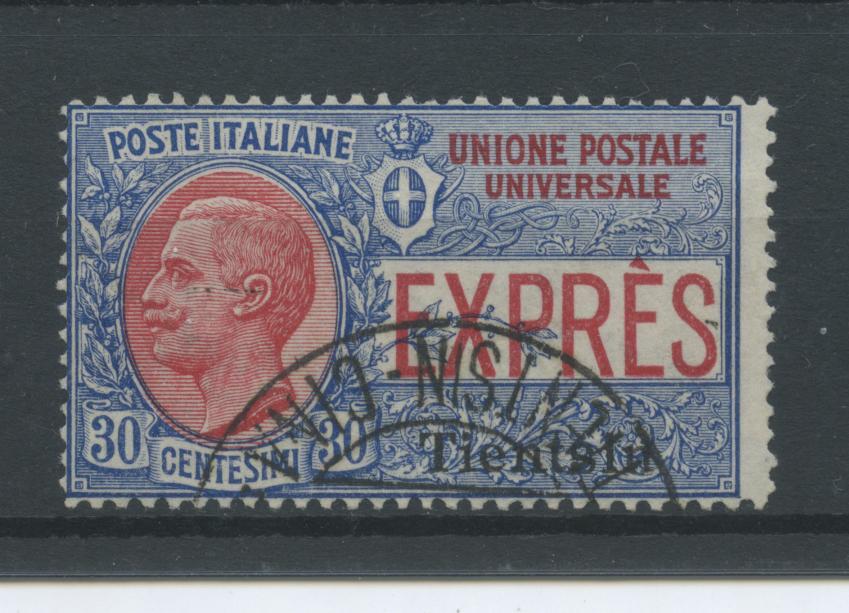 POSTE ITALIANE
UNIONE POSTALE
UNIVERSALE
EXPRÈS
30 CENTESIMI 30
Tientsin